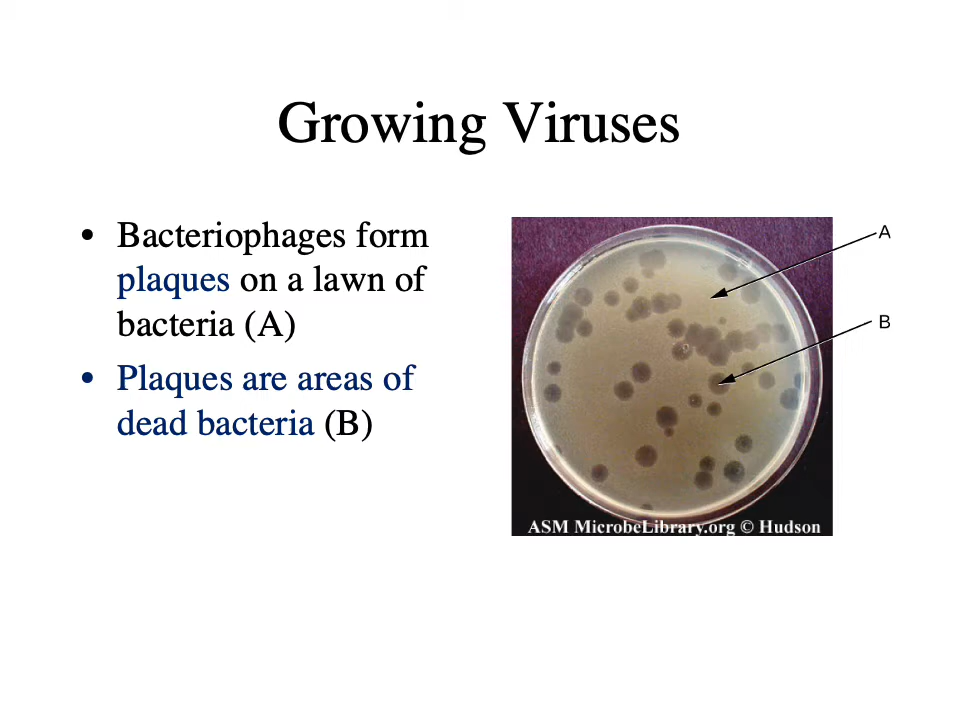 Growing Viruses
• Bacteriophages form
plaques on a lawn of
bacteria (A)
• Plaques are areas of
dead bacteria (B)
A
B
ASM MicrobeLibrary.org © Hudson